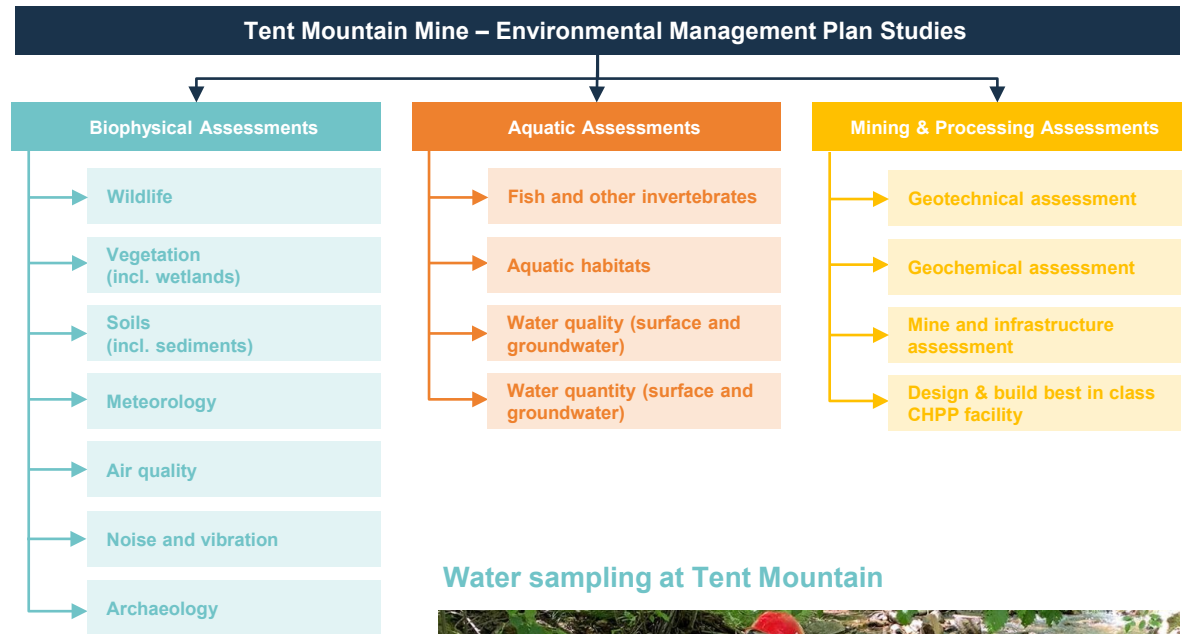 Tent Mountain Mine – Environmental Management Plan Studies
Biophysical Assessments
Wildlife
Vegetation
(incl. wetlands)
Soils
(incl. sediments)
Meteorology
Air quality
Noise and vibration
Archaeology
Aquatic Assessments
Fish and other invertebrates
Aquatic habitats
Water quality (surface and
groundwater)
Water quantity (surface and
groundwater)
Mining & Processing Assessments
Geotechnical assessment
Geochemical assessment
Mine and infrastructure
assessment
Design & build best in class
CHPP facility
Water sampling at Tent Mountain